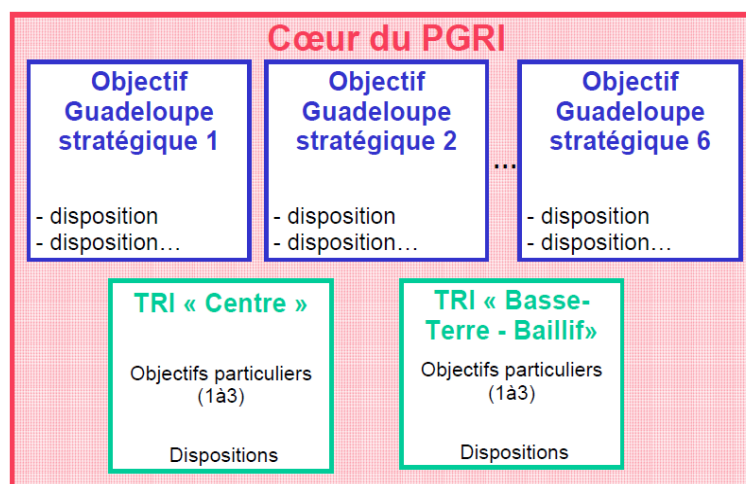 Cœur du PGRI
Objectif
Guadeloupe
stratégique 1
- disposition
- disposition…
Objectif
Guadeloupe
stratégique 2
- disposition
- disposition…
...
Objectif
Guadeloupe
stratégique 6
- disposition
- disposition…
TRI « Centre »
Objectifs particuliers
(1à3)
Dispositions
TRI « Basse-
Terre - Baillif»
Objectifs particuliers
(1à3)
Dispositions